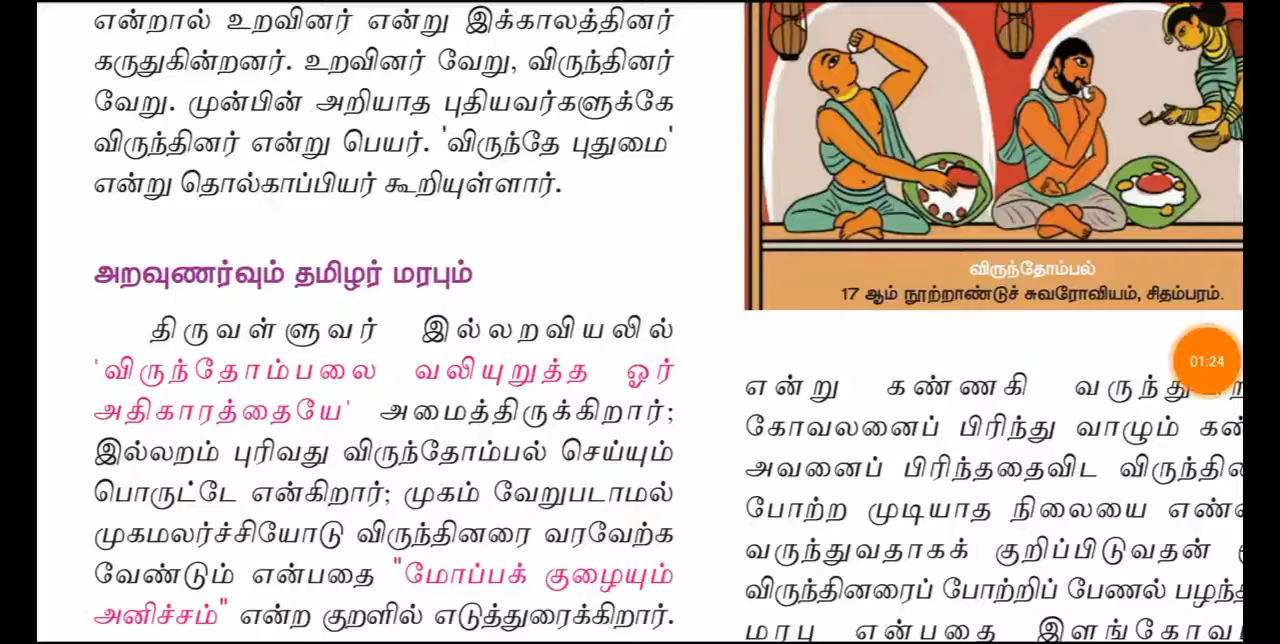 என்றால் உறவினர் என்று இக்காலத்தினர்
கருதுகின்றனர். உறவினர் வேறு, விருந்தினர்
வேறு. முன்பின் அறியாத புதியவர்களுக்கே
விருந்தினர் என்று பெயர். 'விருந்தே புதுமை'
என்று தொல்காப்பியர் கூறியுள்ளார்.
அறவுணர்வும் தமிழர் மரபும்
திருவள்ளுவர் இல்லறவியலில்
'விருந்தோம்பலை வலியுறுத்த ஓர்
அதிகாரத்தையே' அமைத்திருக்கிறார்;
இல்லறம் புரிவது விருந்தோம்பல் செய்யும்
பொருட்டே என்கிறார்; முகம் வேறுபடாமல்
முகமலர்ச்சியோடு விருந்தினரை வரவேற்க
வேண்டும் என்பதை "மோப்பக் குழையும்
அனிச்சம்" என்ற குறளில் எடுத்துரைக்கிறார்.
விருந்தோம்பல்
17 ஆம் நூற்றாண்டுச் சுவரோவியம், சிதம்பரம்.
01:24
என்று கண்ணகி
கோவலனைப் பிரிந்து வாழும்
அவனைப் பிரிந்ததைவிட
போற்ற முடியாத நிலையை
வருந்துவதாகக் குறிப்பிடுவதன்
விருந்தினரைப் போற்றிப் பேணல்
மரபு என்பதை